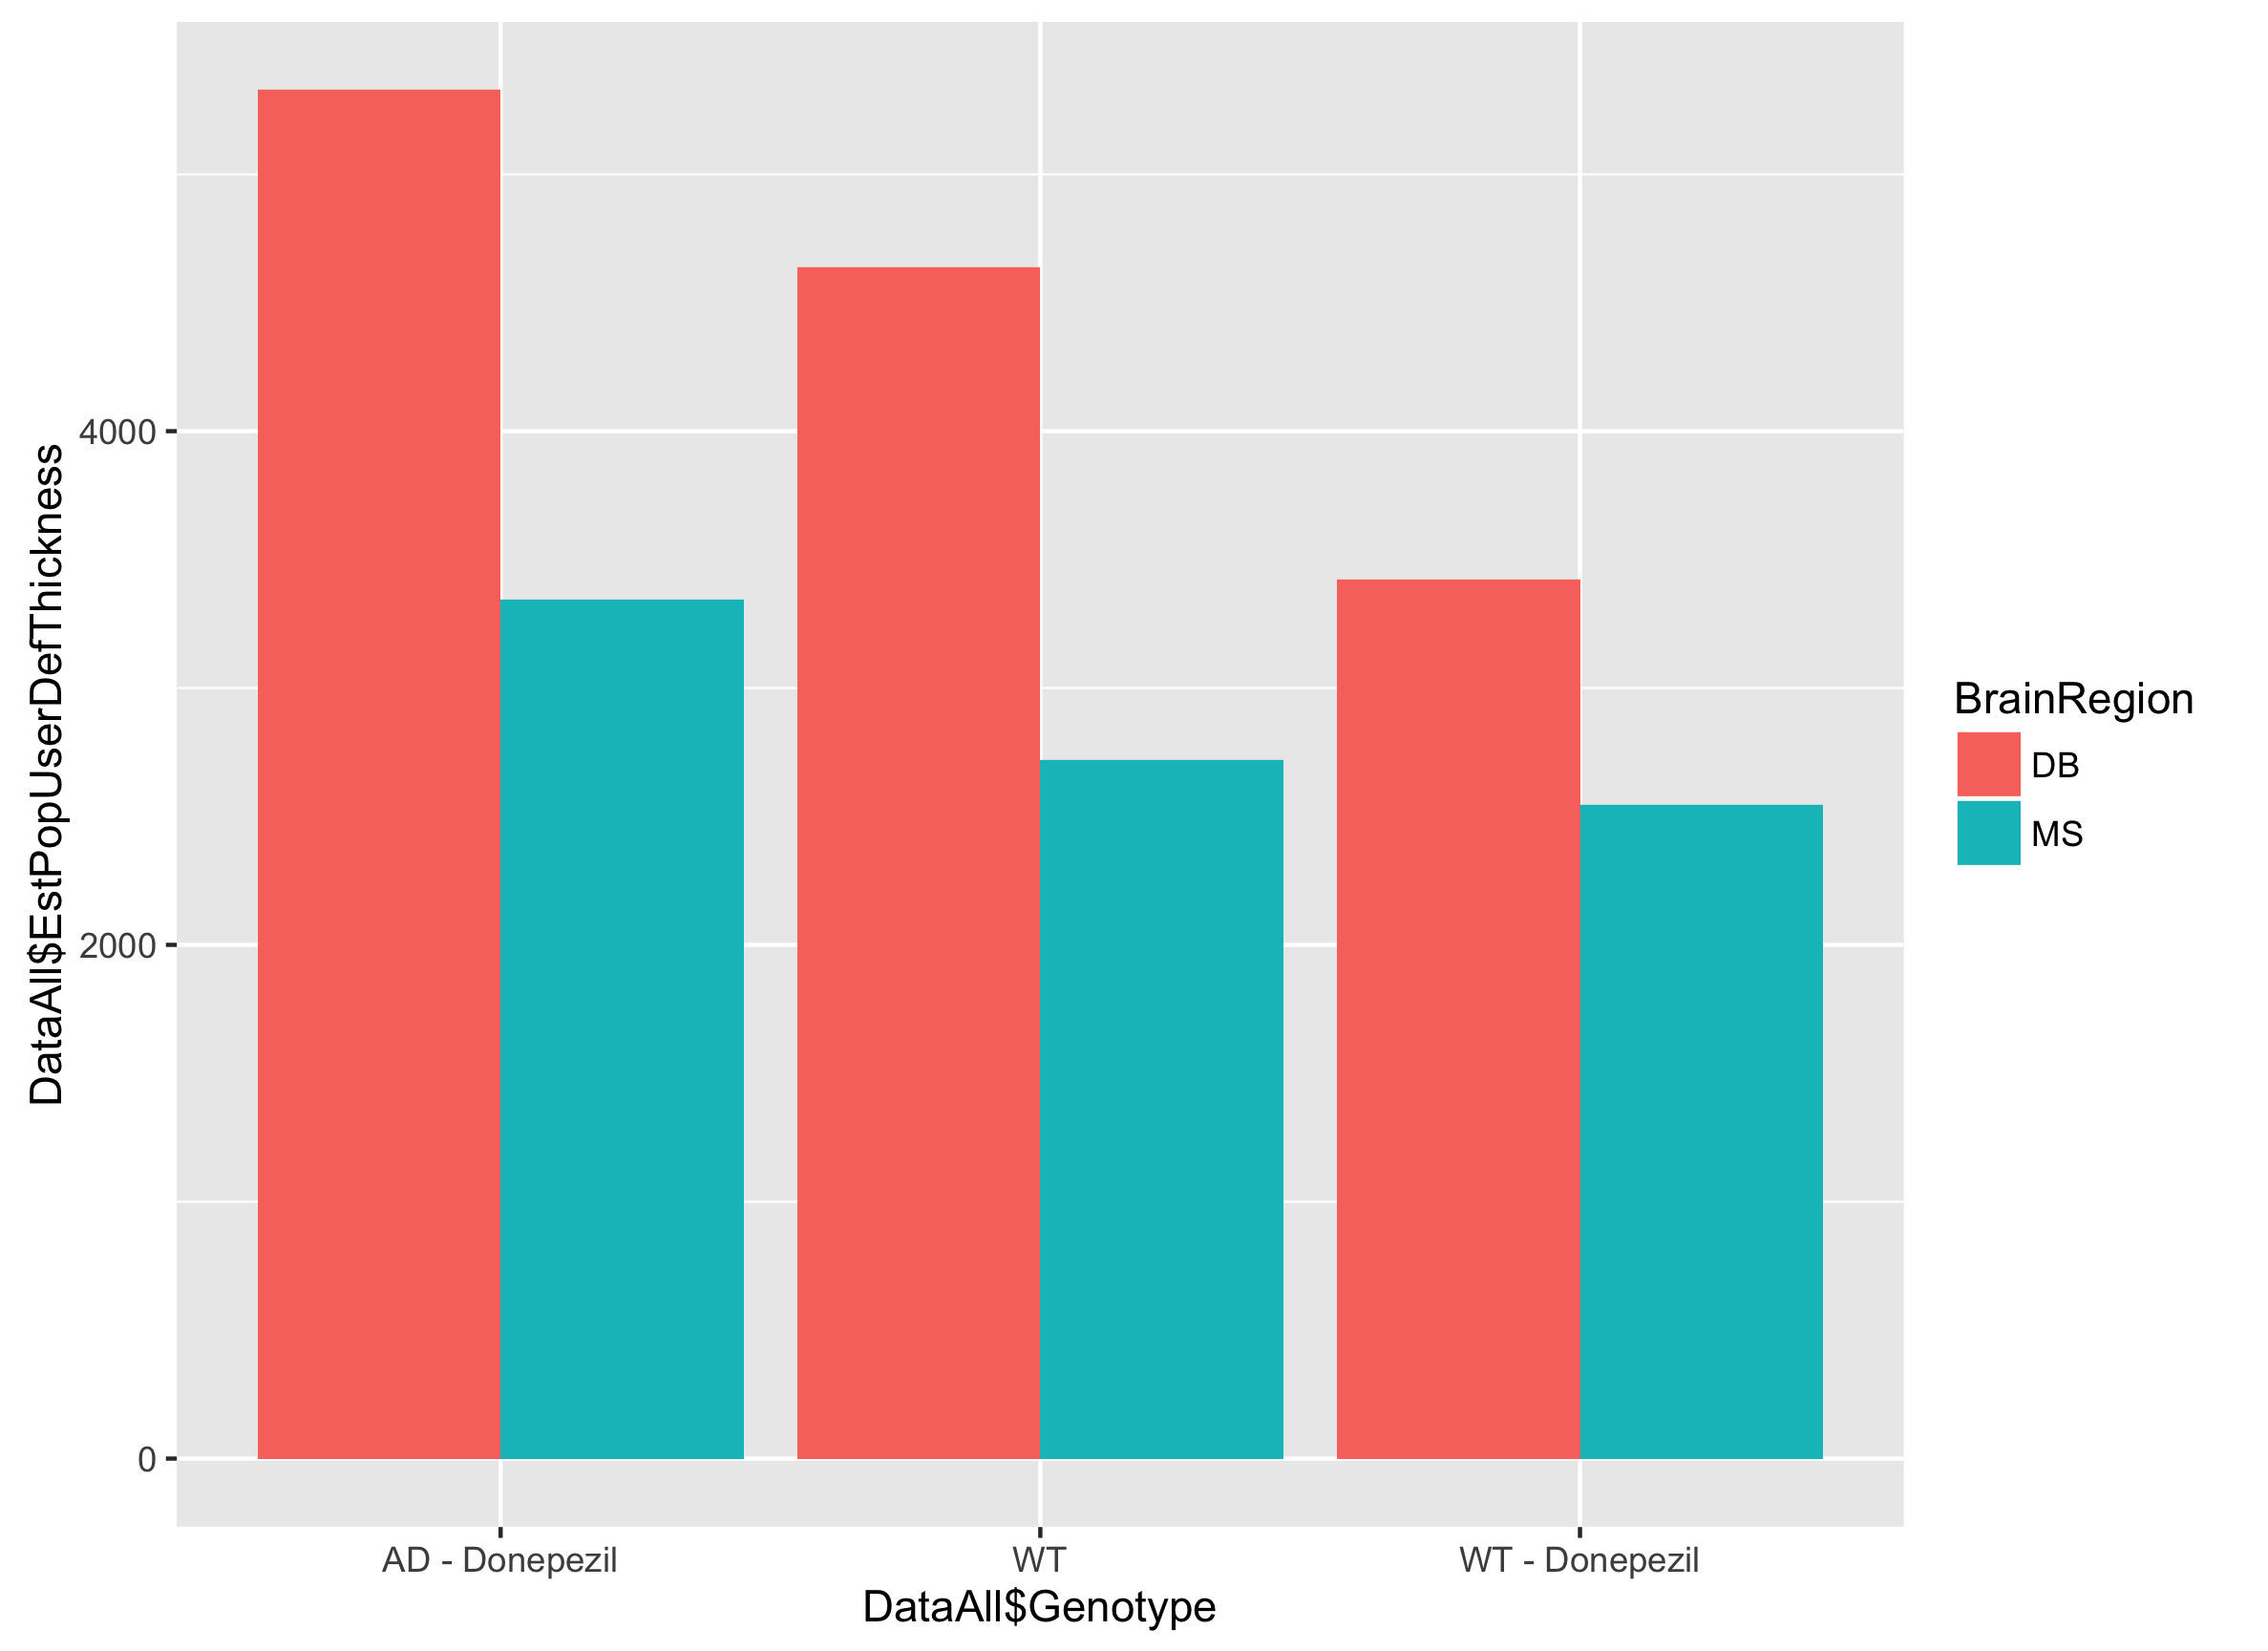 DataAll$EstPopUserDefThickness
4000
2000
0
AD - Donepezil
WT
WT - Donepezil
DataAll$Genotype
BrainRegion
DB
MS